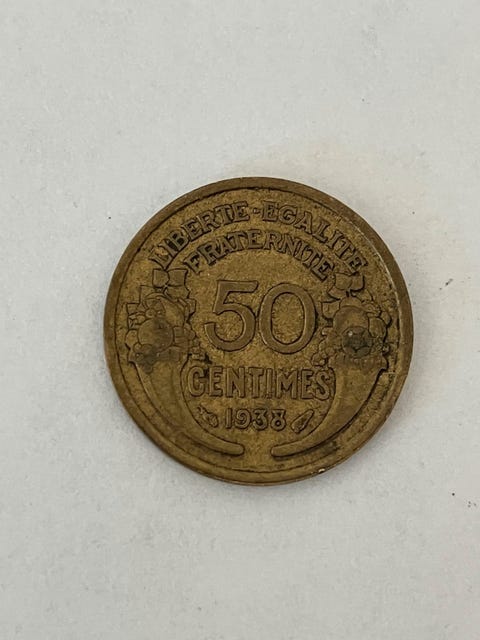 LIBERTE-EGALITE
FRATERNITE
50
CENTIMES
1938